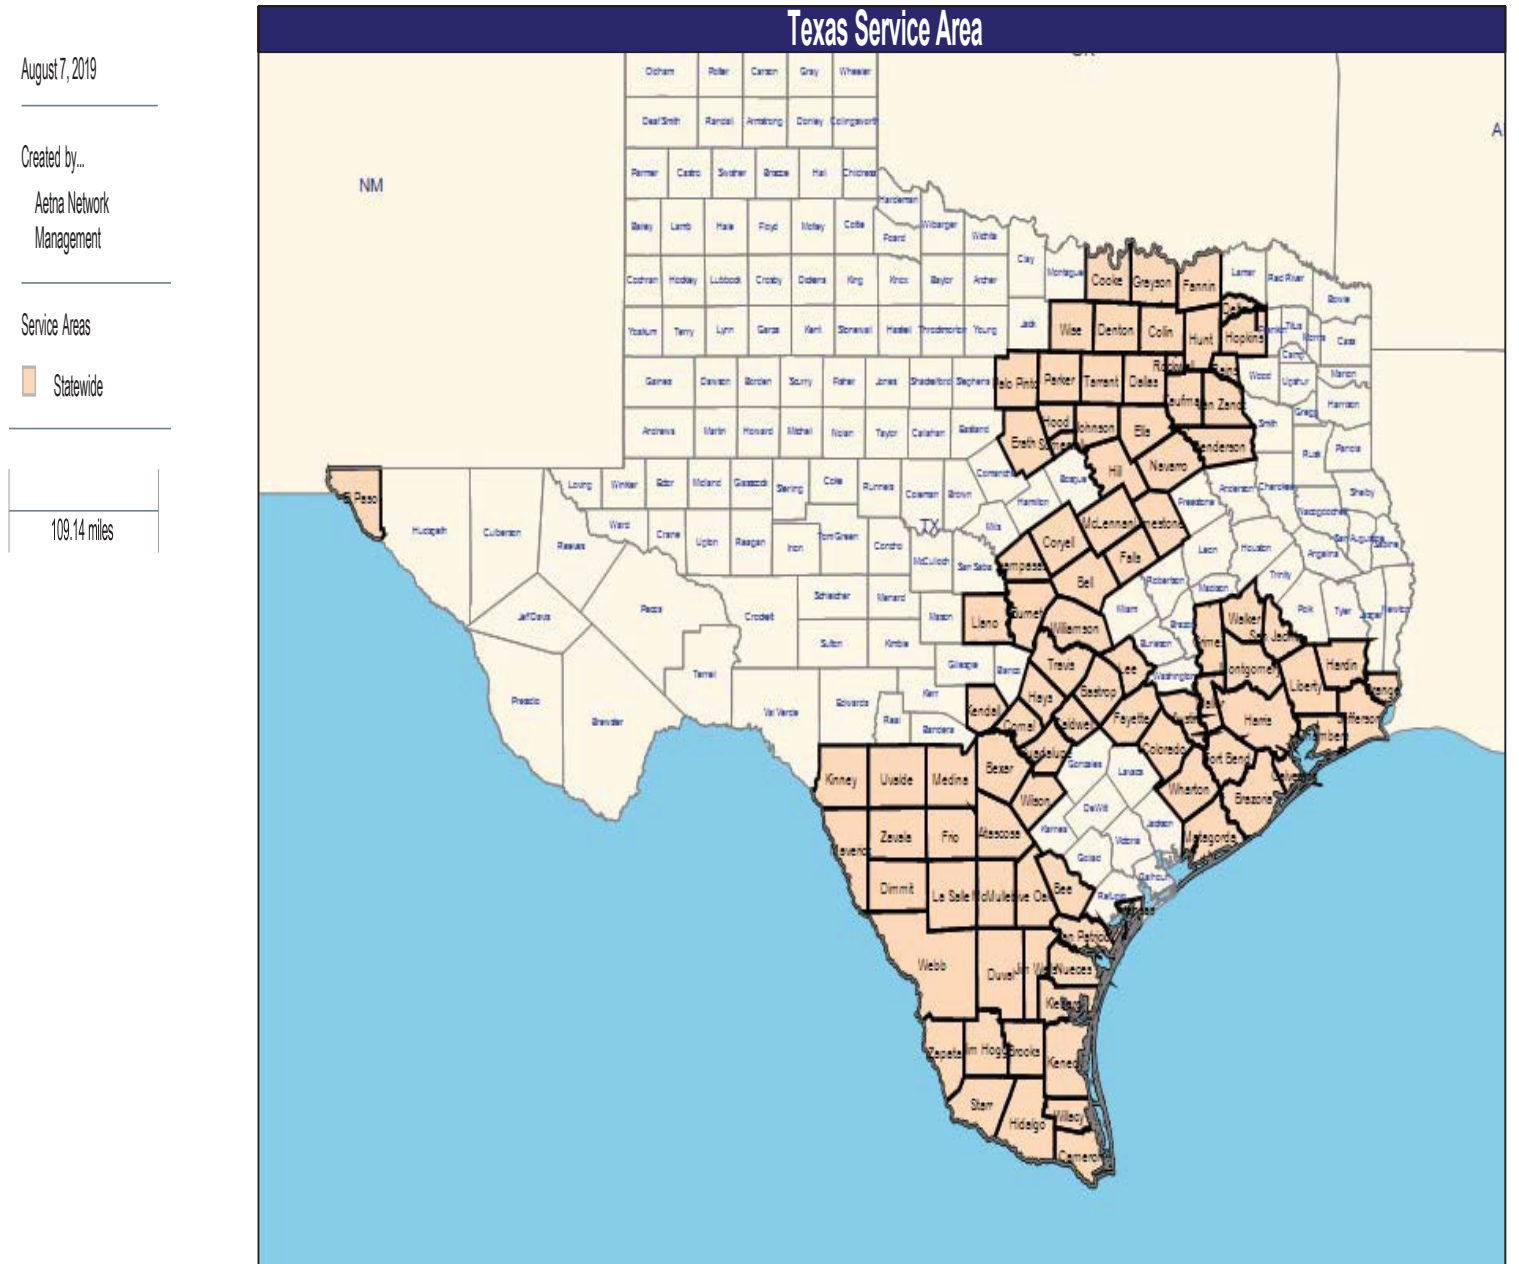 Texas Service Area
August 7, 2019
Created by...
Aetna Network
Management
Service Areas
Statewide
109.14 miles
NM
TX
Oldham Potter Carson Gray Wheeler
Deaf Smith Randall Armstrong Donley
Parmer Castro Swisher Hall Childress
Hardeman
Bailey Lamb Hale Floyd Motley Cottle Foard Wilbarger Wichita
Clay Montague Cooke Grayson Fannin Lamar Red River Bowie
Cochran Hockley Lubbock Crosby Dickens King Knox Baylor Archer
Yoakum Terry Lynn Garza Kent Stonewall Haskell Throckmorton Young Jack Wise Denton Collin Hunt Hopkins Titus Cass
Camp
Gaines Dawson Borden Scurry Fisher Jones Shackelford Stephens Parker Tarrant Dallas Wood Upshur Marion
Gregg Harrison
Andrews Martin Howard Mitchell Nolan Taylor Callahan Eastland Erath Hood Johnson Ellis Smith
Hill Navarro Rusk Panola
Loving Winkler Ector Midland Glasscock Sterling Coke Runnels Coleman Brown Hamilton Bosque Freestone Anderson Shelby
El Paso Hudspeth Culberson Reeves Ward Crane Upton Reagan Irion Tom Green Concho McCulloch San Saba Mills Coryell McLennan Falls Leon Houston Angelina
Bell Robertson Madison Trinity
Jeff Davis Pecos Crockett Schleicher Menard Mason Llano Milam Walker Polk Tyler Newton
Sutton Kimble Williamson Burleson
Terrell Gillespie Blanco Travis Lee Washington Liberty Hardin
Presidio Brewster Val Verde Edwards Real Kerr Bandera Kendall Hays Bastrop Fayette Harris
Comal Colorado Fort Bend
Kinney Uvalde Medina Bexar Gonzales Lavaca Wharton Brazoria
Wilson DeWitt
Zavala Frio Atascosa Karnes Victoria Jackson Matagorda
Goliad
Dimmit La Salle Bee Refugio Calhoun
Webb Duval Nueces
Zapata Brooks
Starr Hidalgo Willacy
Cameron